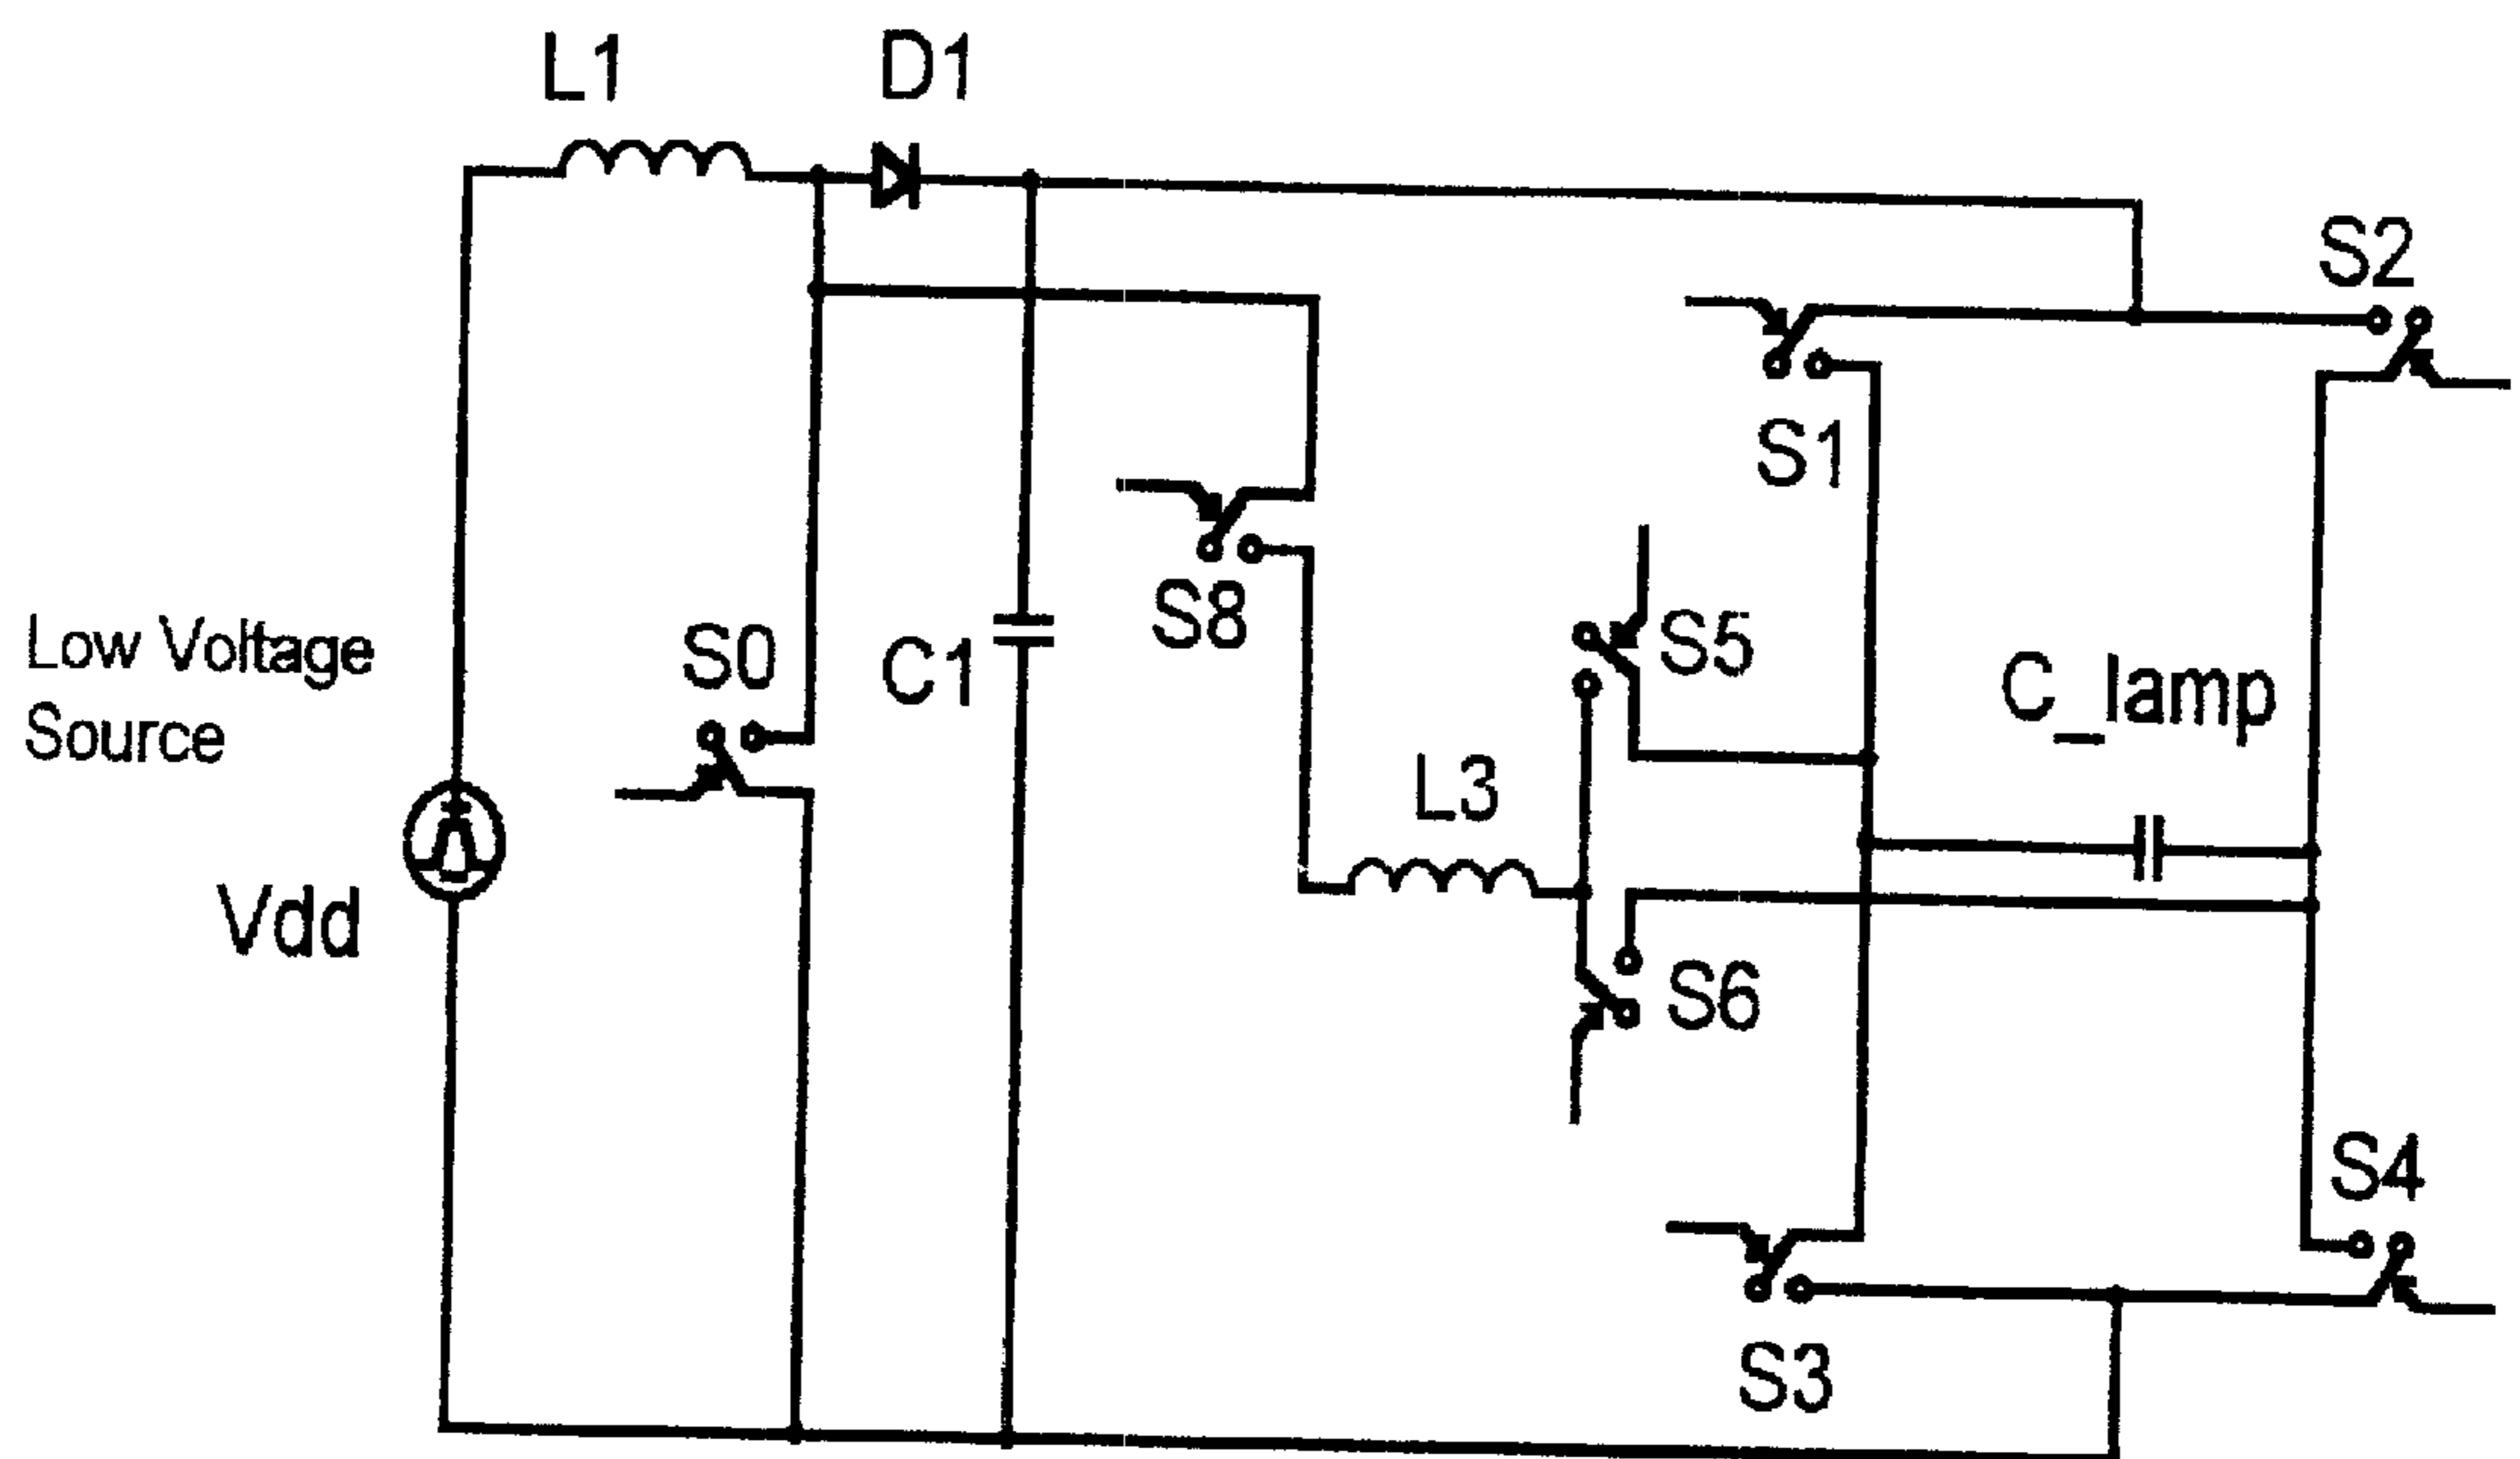 L1
D1
S2
S1
S8
S5
Low Voltage
Source
S0
C1
C_lamp
L3
Vdd
S6
S4
S3